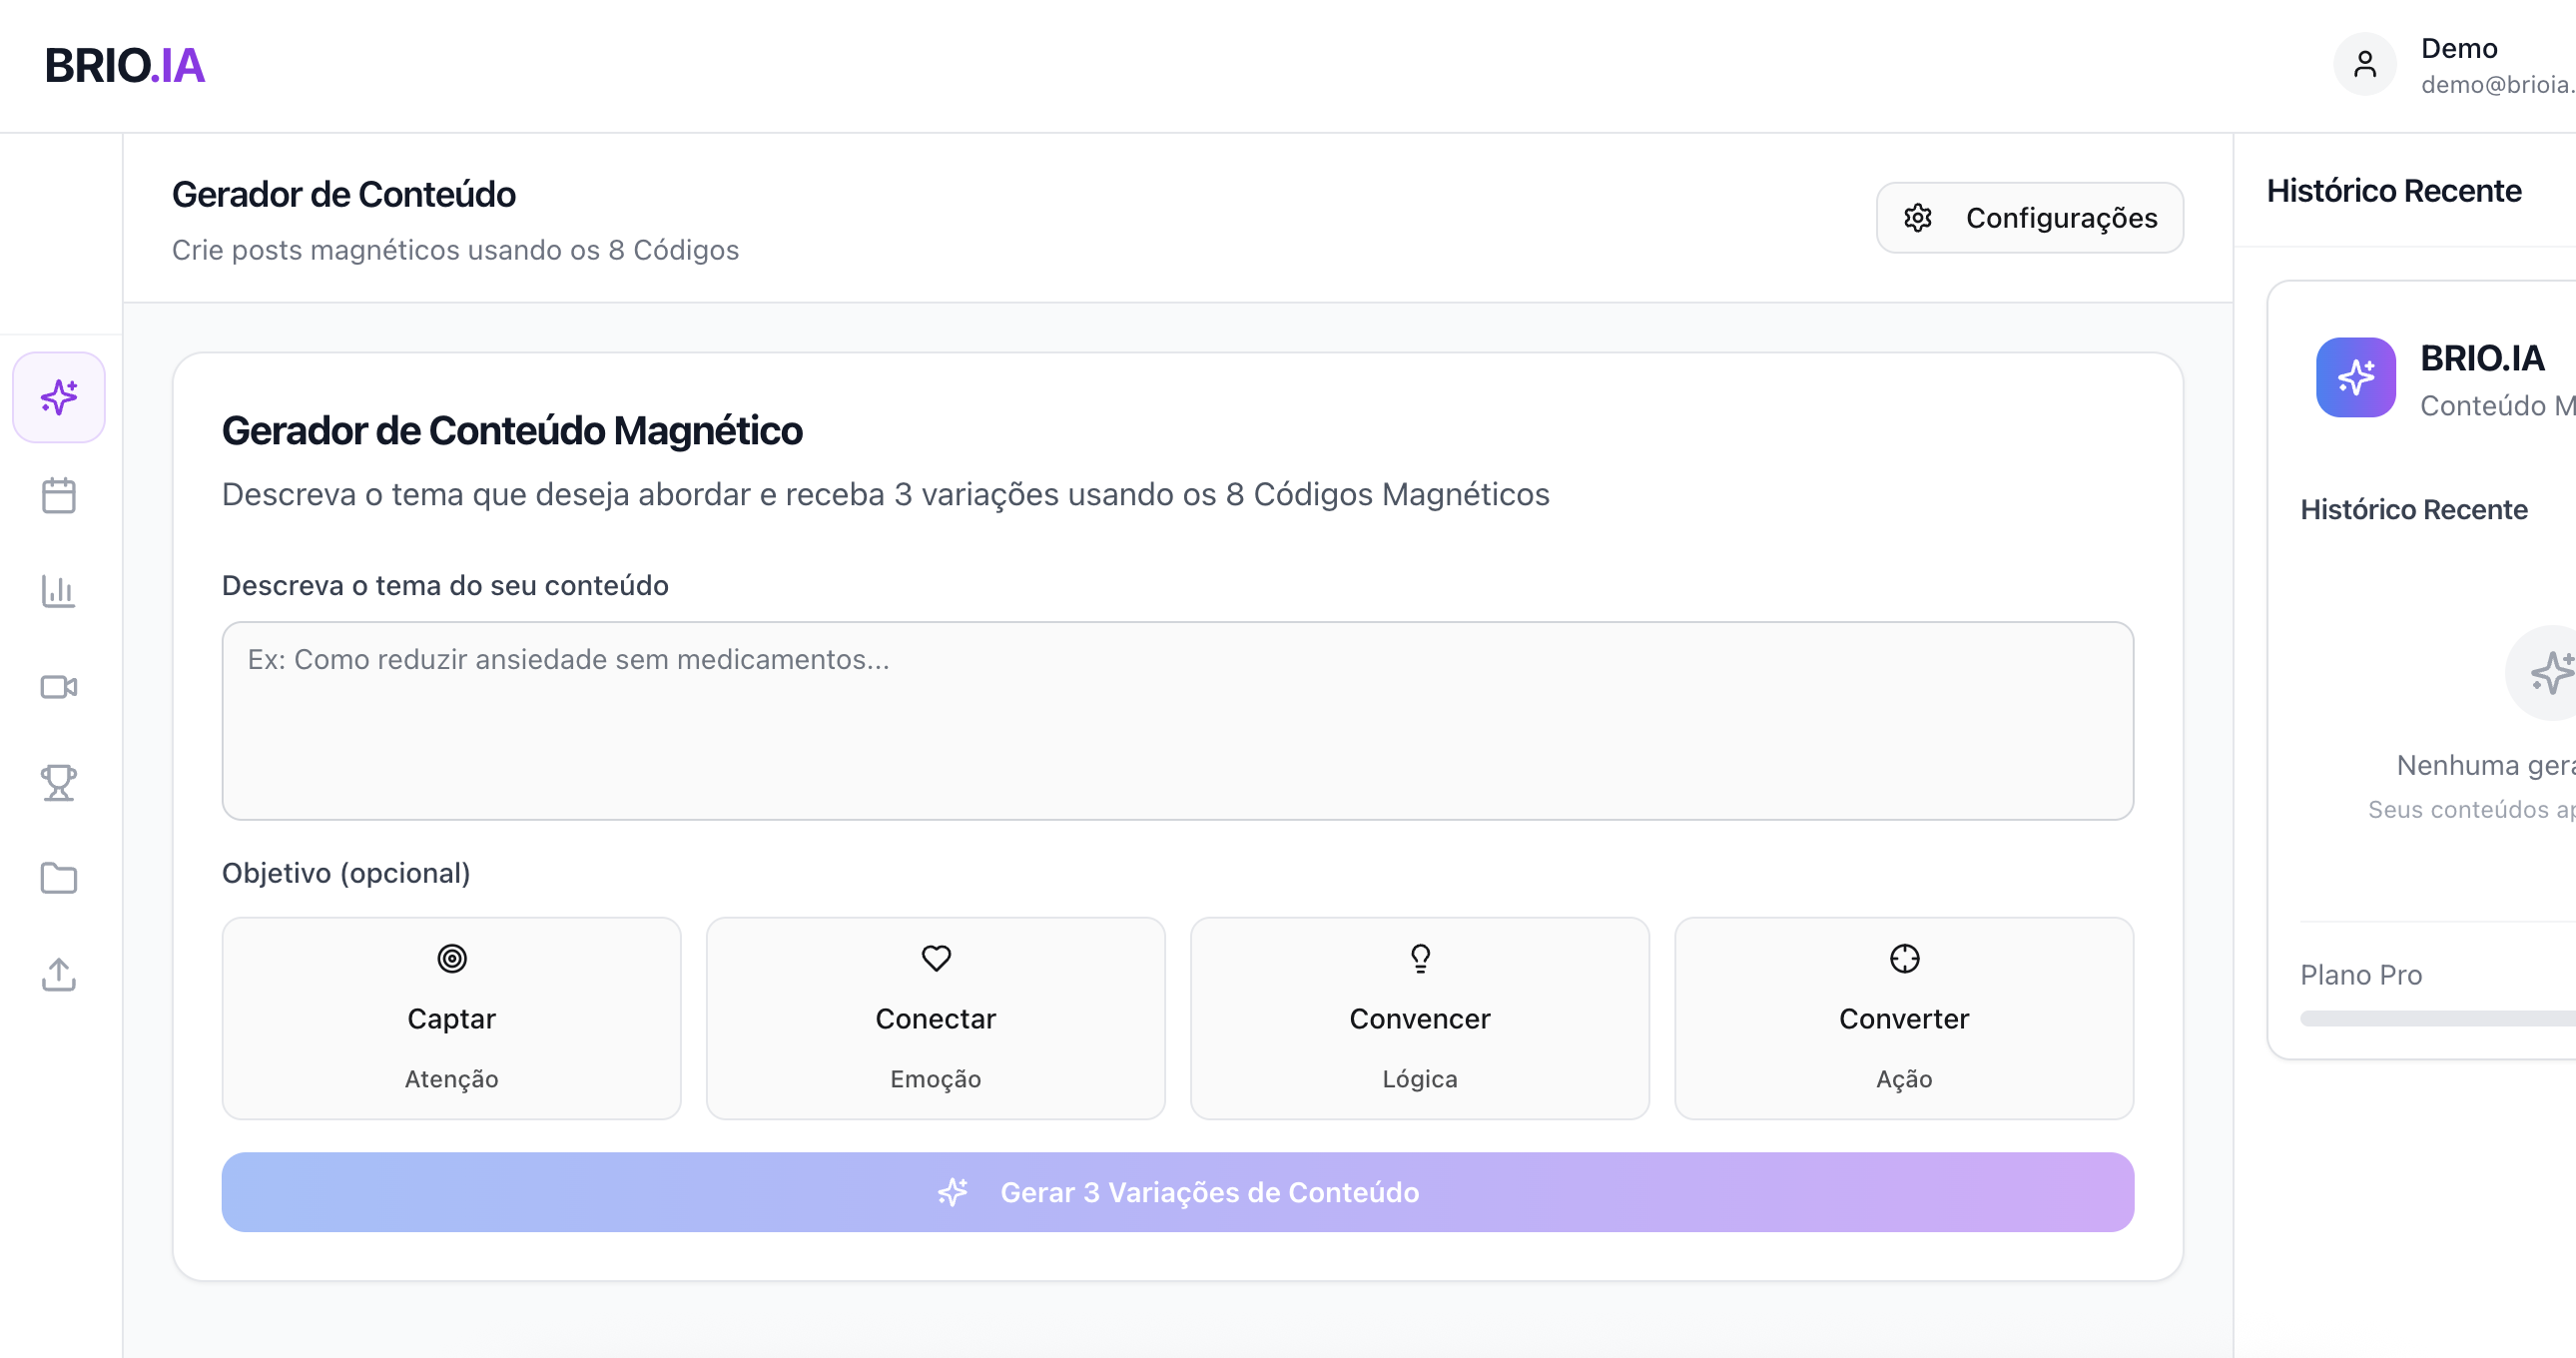 BRIO.IA
Demo
demo@brioia.
Gerador de Conteúdo
Crie posts magnéticos usando os 8 Códigos
Configurações
Gerador de Conteúdo Magnético
Descreva o tema que deseja abordar e receba 3 variações usando os 8 Códigos Magnéticos
Descreva o tema do seu conteúdo
Ex: Como reduzir ansiedade sem medicamentos...
Objetivo (opcional)
Captar
Atenção
Conectar
Emoção
Convencer
Lógica
Converter
Ação
Gerar 3 Variações de Conteúdo
Histórico Recente
BRIO.IA
Conteúdo M
Histórico Recente
Nenhuma gera
Seus conteúdos ap
Plano Pro